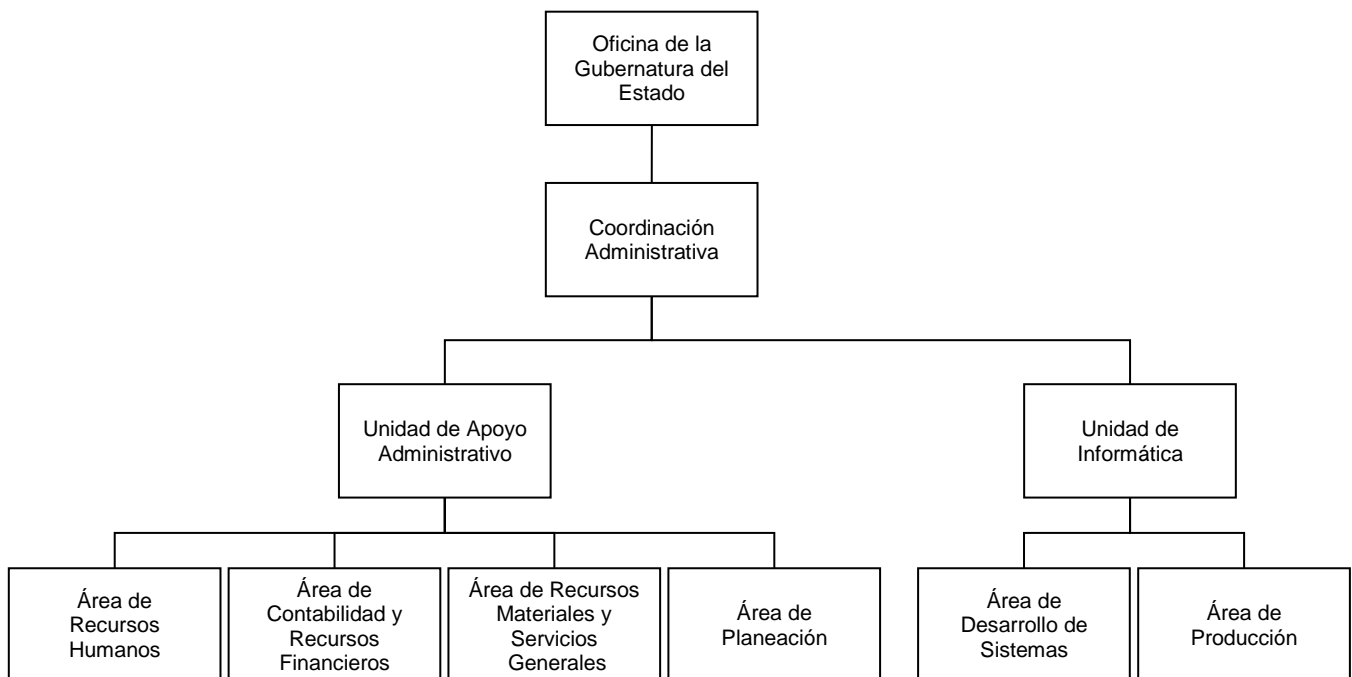 Oficina de la
Gubernatura del
Estado
Coordinación
Administrativa
Unidad de Apoyo
Administrativo
Unidad de
Informática
Área de
Recursos
Humanos
Área de
Contabilidad y
Recursos
Financieros
Área de Recursos
Materiales y
Servicios
Generales
Área de
Planeación
Área de
Desarrollo de
Sistemas
Área de
Producción